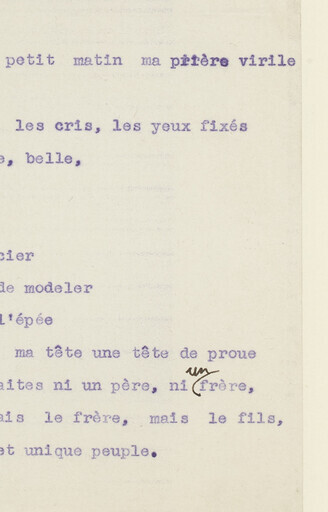 petit matin ma prière virile
les cris, les yeux fixés
e, belle,
cier
de modeler
l'épée
ma tête une tête de proue
aites ni un père, ni un frère,
ais le frère, mais le fils,
et unique peuple.